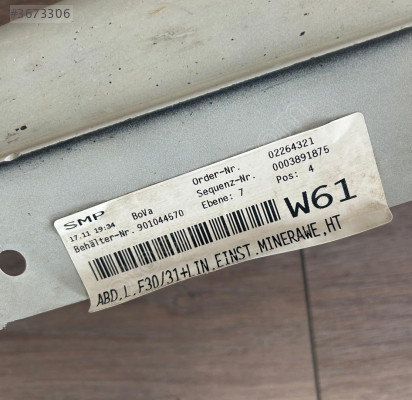 #3673306
SMP BoVa Order-Nr. 02264321
17.11 19:34 Sequenz-Nr. 0003891875
Behälter-Nr. 901044570 Ebene: 7 Pos: 4
W61
ABD.L.F30/31+LIN.EINST.MINERAWE.HT